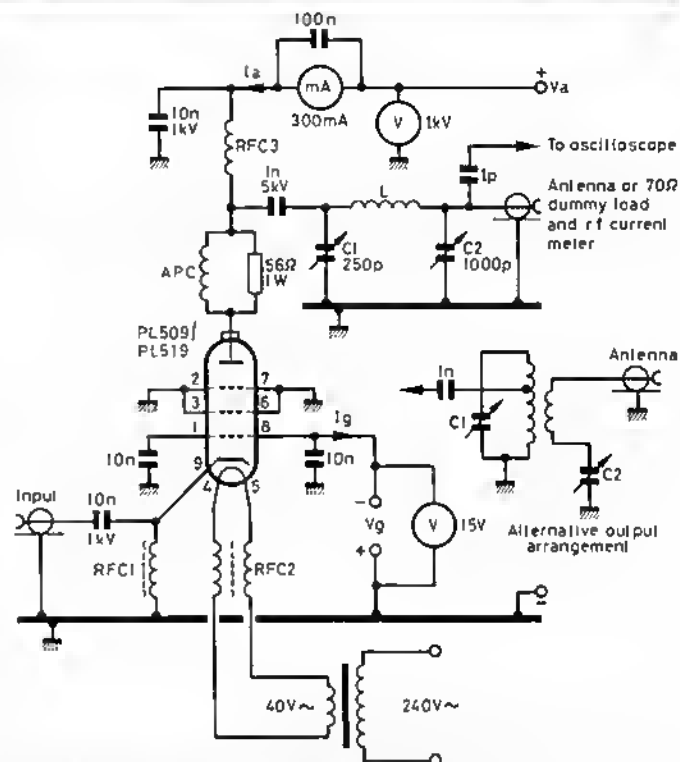 100n
Ia
+
Va
mA
300mA
V
1kV
10n
1kV
RFC3
To oscilloscope
1n
5kV
L
1p
Antenna or 70Ω
dummy load
and rf current
meter
C1
250p
C2
1000p
APC
56Ω
1W
PL509/
PL519
2
7
3
6
1
8
Ig
10n
10n
9
4
5
1n
Antenna
C1
C2
Alternative output
arrangement
Input
10n
1kV
RFC1
RFC2
-
Vg
+
V
15V
-
40V~
240V~